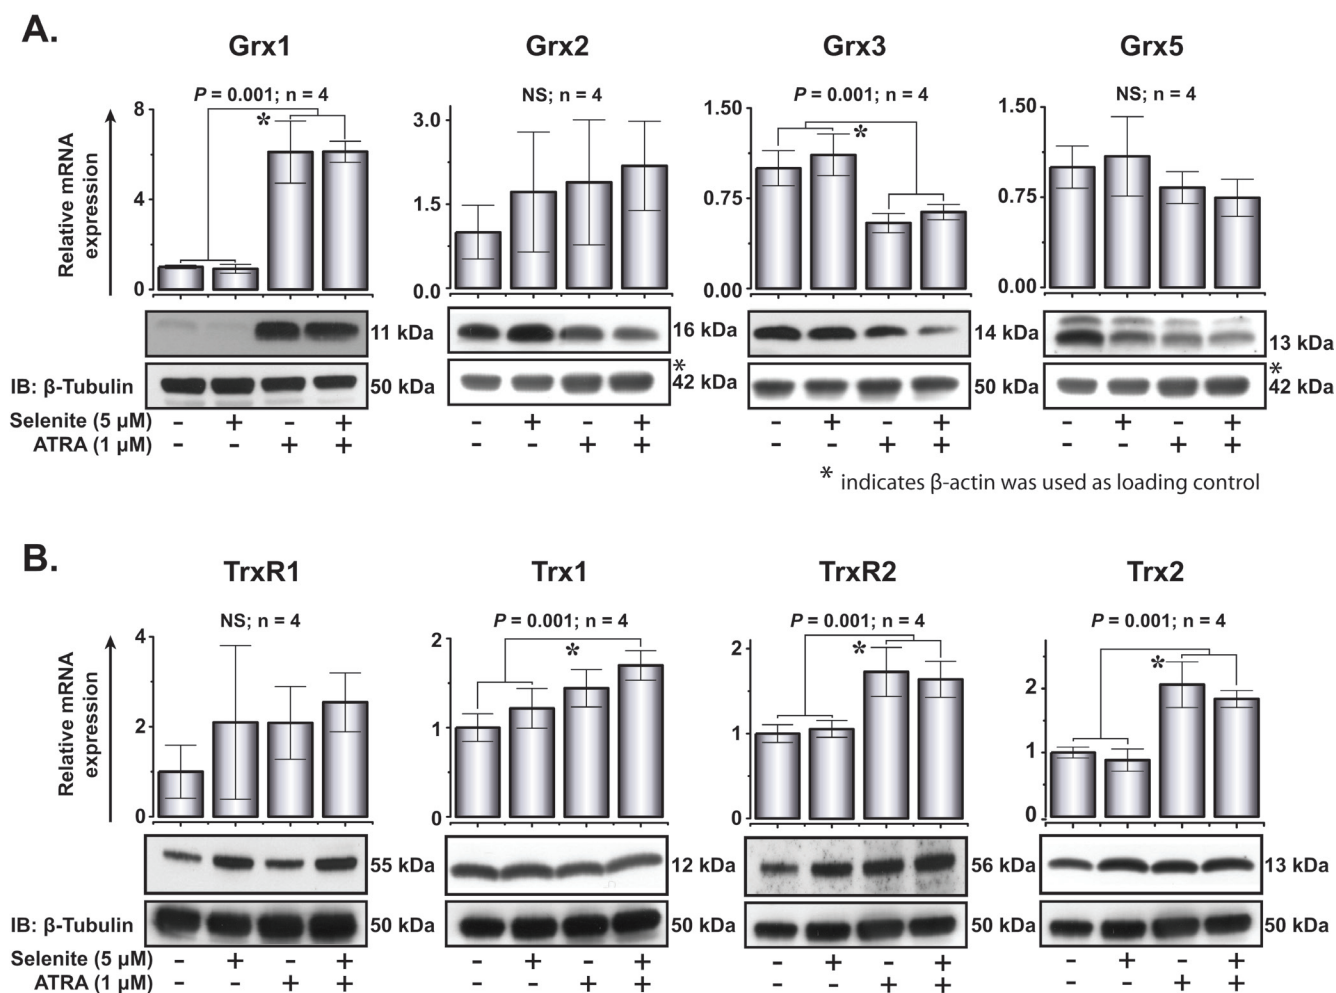 A.
Grx1 Grx2 Grx3 Grx5
P = 0.001; n = 4 NS; n = 4 P = 0.001; n = 4 NS; n = 4
Relative mRNA
expression
8 4 0 * 3.0 1.5 0.0 1.50 0.75 0.00 * 1.50 0.75 0.00
11 kDa 16 kDa 14 kDa 13 kDa
* *
IB: β-Tubulin 50 kDa 42 kDa 50 kDa 42 kDa
Selenite (5 µM) - + - + - + - + - + - + - + - +
ATRA (1 µM) - - + + - - + + - - + + - - + +
* indicates β-actin was used as loading control
B.
TrxR1 Trx1 TrxR2 Trx2
NS; n = 4 P = 0.001; n = 4 P = 0.001; n = 4 P = 0.001; n = 4
Relative mRNA
expression
4 2 0 2 1 0 * 2 1 0 * 2 1 0 *
55 kDa 12 kDa 56 kDa 13 kDa
IB: β-Tubulin 50 kDa 50 kDa 50 kDa 50 kDa
Selenite (5 µM) - + - + - + - + - + - + - + - +
ATRA (1 µM) - - + + - - + + - - + + - - + +